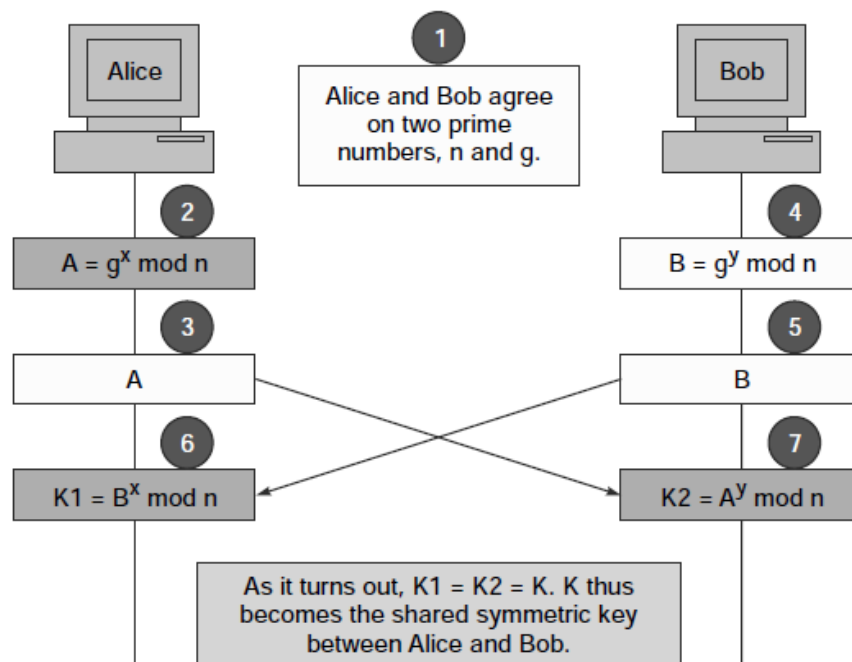 Alice
1
Bob
Alice and Bob agree
on two prime
numbers, n and g.
2
A = g^x mod n
4
B = g^y mod n
3
A
5
B
6
K1 = B^x mod n
7
K2 = A^y mod n
As it turns out, K1 = K2 = K. K thus
becomes the shared symmetric key
between Alice and Bob.